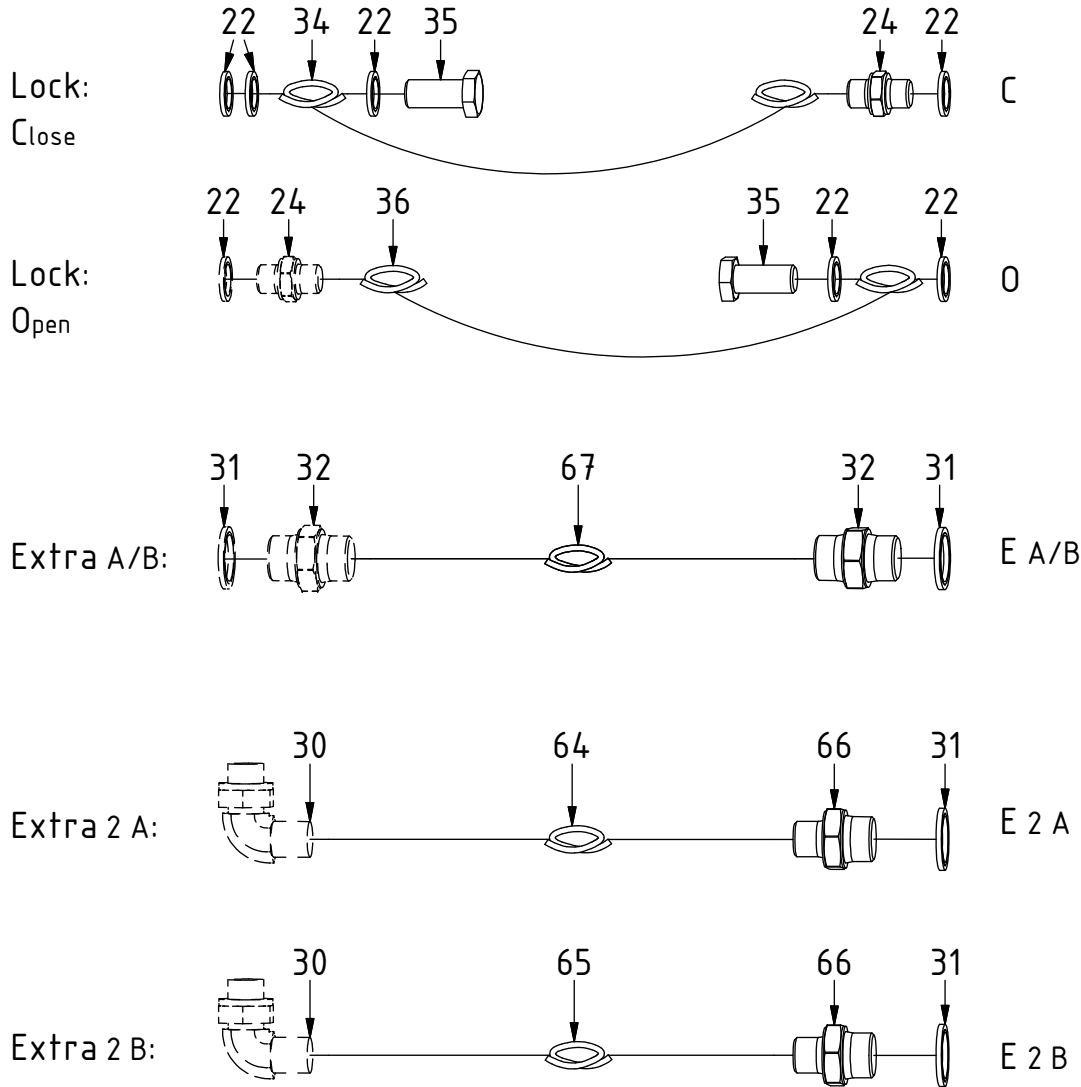 22 34 22 35 24 22
Lock:
Close
C
22 24 36 35 22 22
Lock:
Open
O
31 32 67 32 31
Extra A/B:
E A/B
30 64 66 31
Extra 2 A:
E 2 A
30 65 66 31
Extra 2 B:
E 2 B